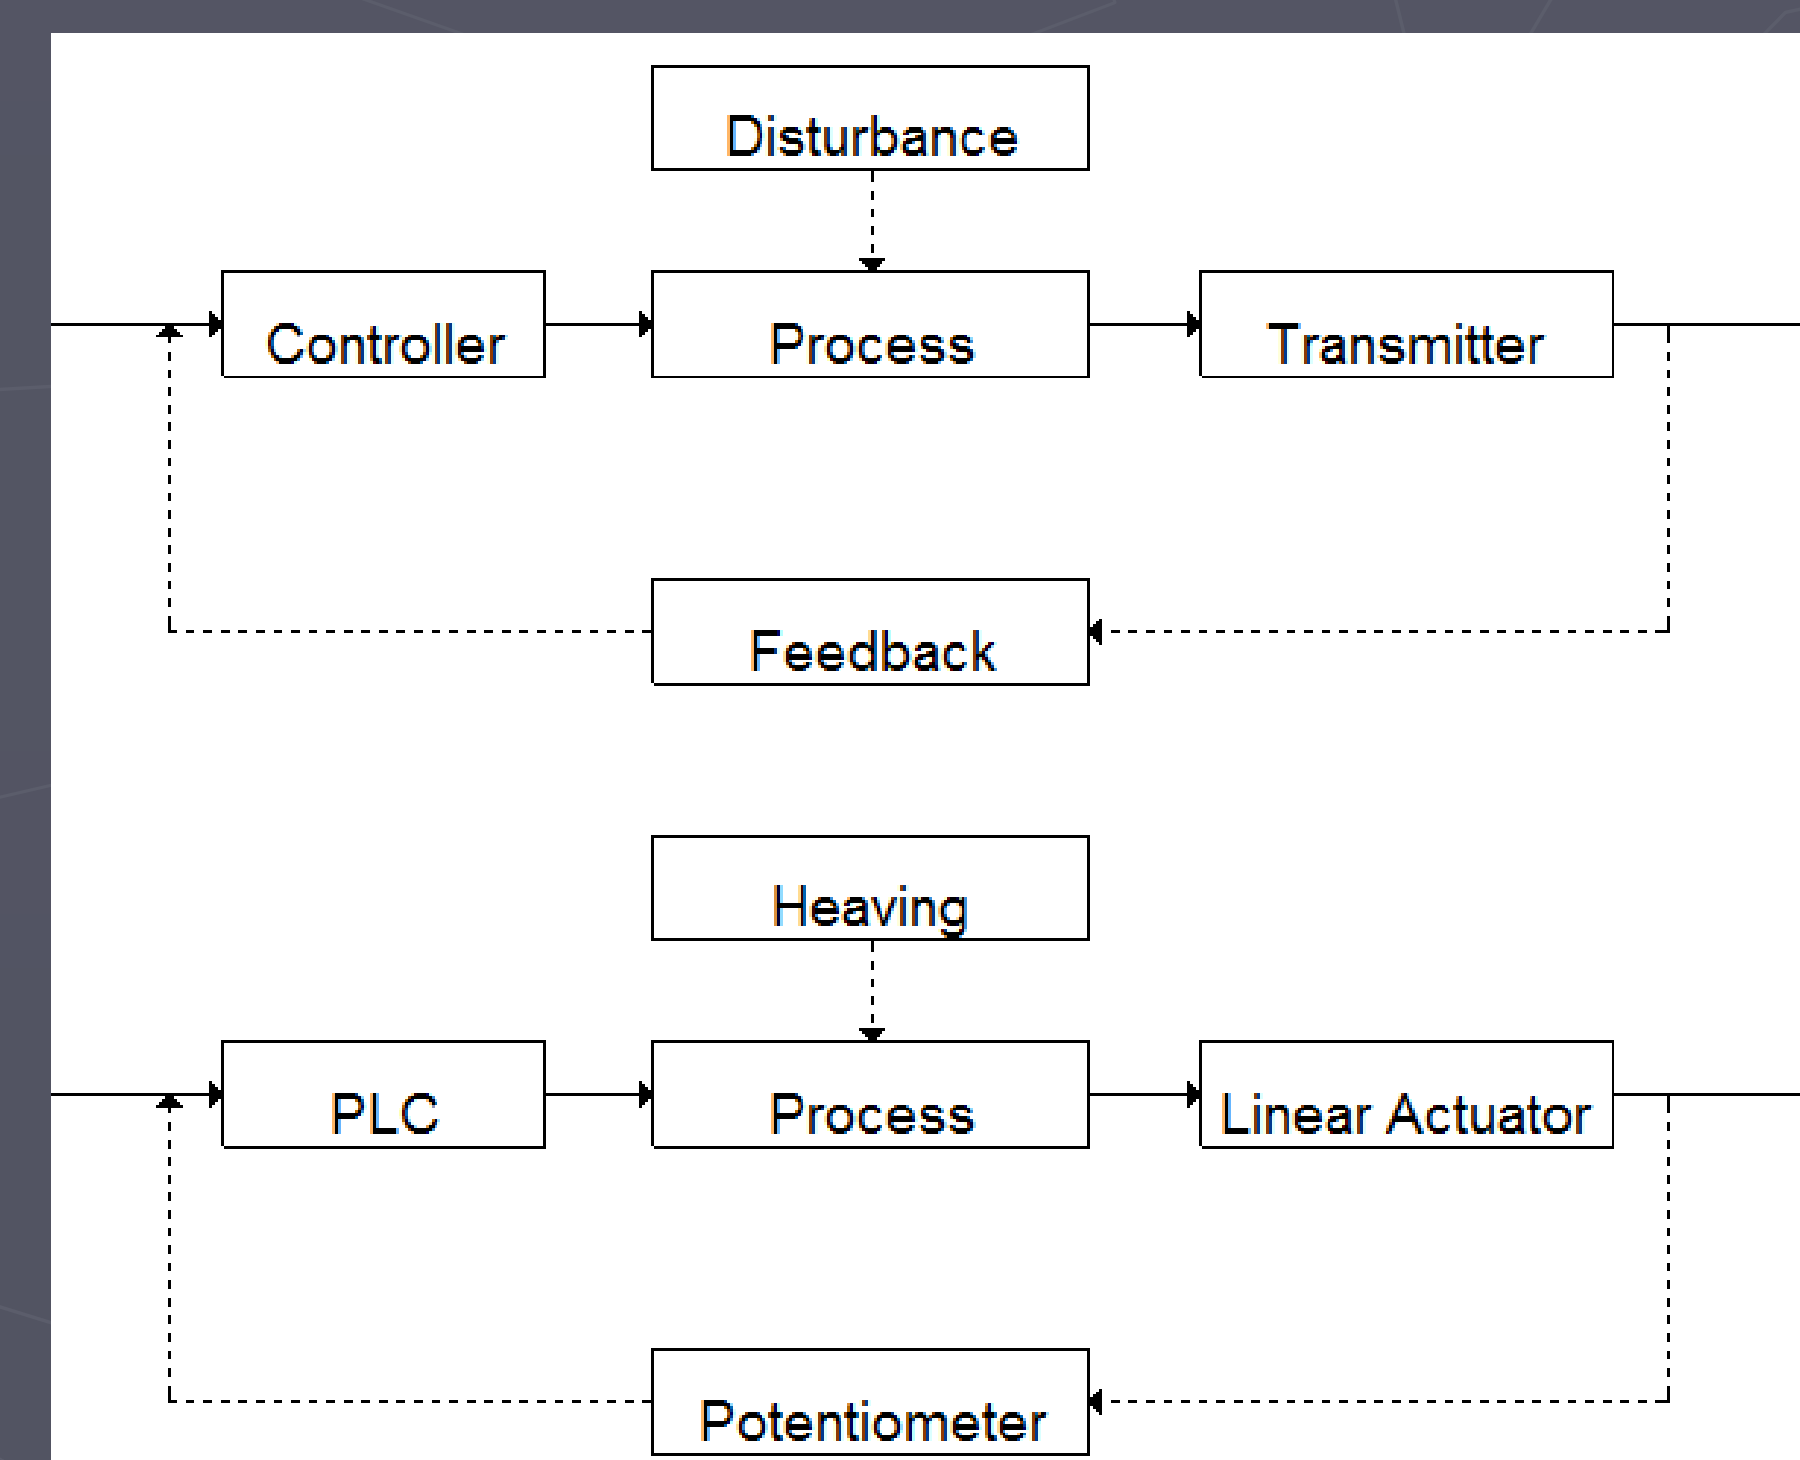 Disturbance
Controller
Process
Transmitter
Feedback
Heaving
PLC
Process
Linear Actuator
Potentiometer